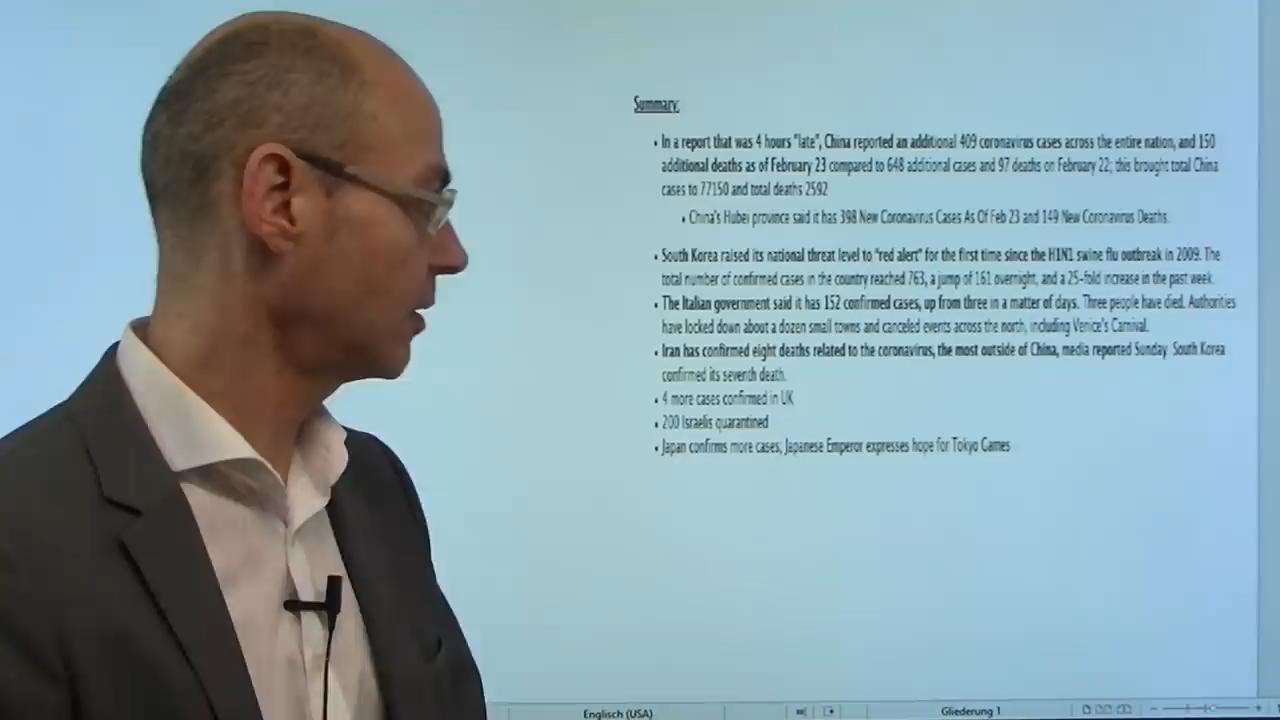 Summary:
• In a report that was 4 hours "late", China reported an additional 409 coronavirus cases across the entire nation, and 150
additional deaths as of February 23 compared to 648 additional cases and 97 deaths on February 22; this brought total China
cases to 77150 and total deaths 2592
• China's Hubei province said it has 398 New Coronavirus Cases As Of Feb 23 and 149 New Coronavirus Deaths.
• South Korea raised its national threat level to "red alert" for the first time since the H1N1 swine flu outbreak in 2009. The
total number of confirmed cases in the country reached 763, a jump of 161 overnight, and a 25-fold increase in the past week.
• The Italian government said it has 152 confirmed cases, up from three in a matter of days. Three people have died. Authorities
have locked down about a dozen small towns and canceled events across the north, including Venice's Carnival.
• Iran has confirmed eight deaths related to the coronavirus, the most outside of China, media reported Sunday. South Korea
confirmed its seventh death.
• 4 more cases confirmed in UK
• 200 Israelis quarantined
• Japan confirms more cases; Japanese Emperor expresses hope for Tokyo Games
Englisch (USA) Gliederung 1